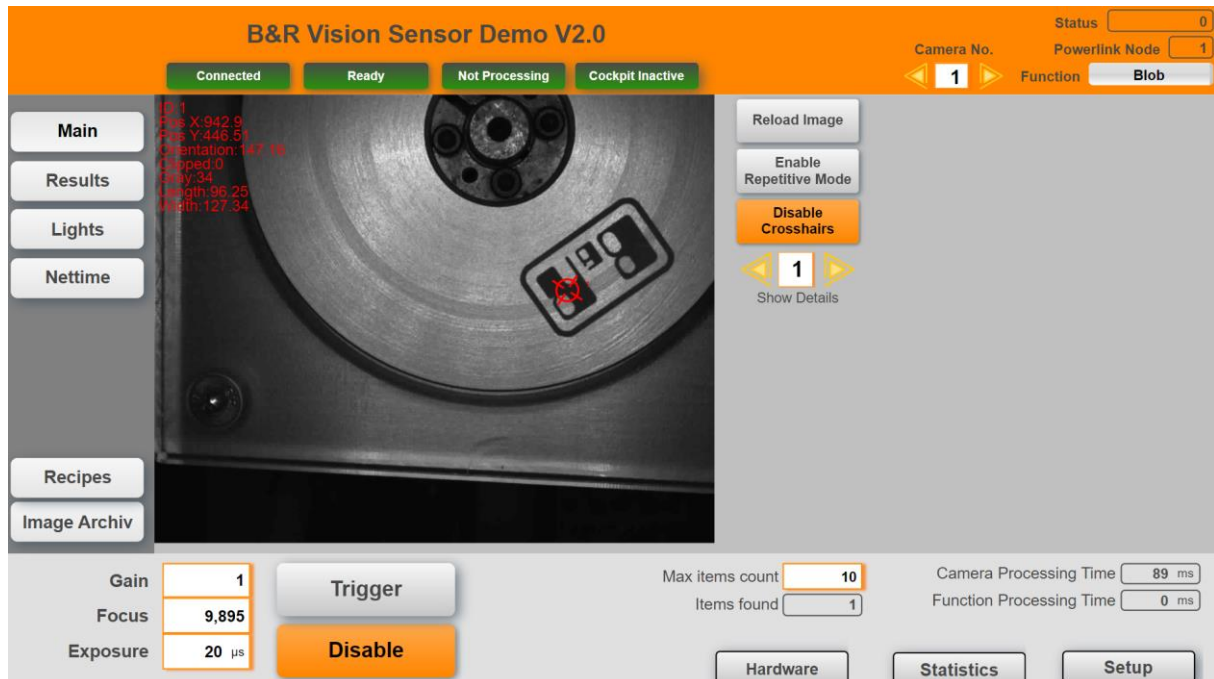 B&R Vision Sensor Demo V2.0
Status 0
Camera No. Powerlink Node 1
Connected Ready Not Processing Cockpit Inactive 1 Function Blob
Main
Results
Lights
Nettime
Recipes
Image Archiv
ID:1
Pos X:942.9
Pos Y:446.51
Orientation:147.18
Clipped:0
Gray:34
Length:96.25
Width:127.34
Reload Image
Enable
Repetitive Mode
Disable
Crosshairs
1
Show Details
Gain 1
Focus 9,895
Exposure 20 µs
Trigger
Disable
Max items count 10
Items found 1
Camera Processing Time 89 ms
Function Processing Time 0 ms
Hardware Statistics Setup